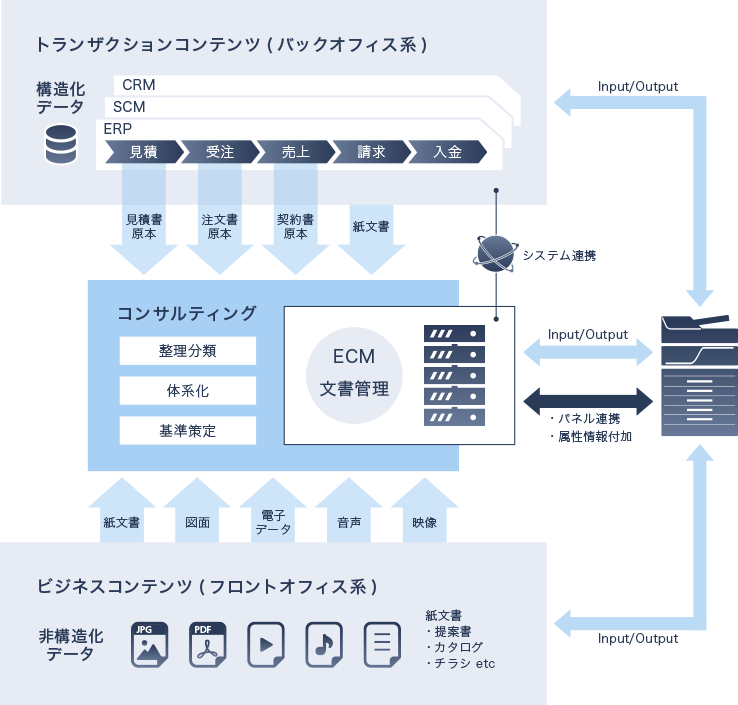 トランザクションコンテンツ ( バックオフィス系 )
構造化
データ
CRM
SCM
ERP
見積
受注
売上
請求
入金
Input/Output
見積書
原本
注文書
原本
契約書
原本
紙文書
システム連携
コンサルティング
整理分類
体系化
基準策定
ECM
文書管理
Input/Output
・パネル連携
・属性情報付加
紙文書
図面
電子
データ
音声
映像
ビジネスコンテンツ ( フロントオフィス系 )
非構造化
データ
JPG
PDF
紙文書
・提案書
・カタログ
・チラシ etc
Input/Output